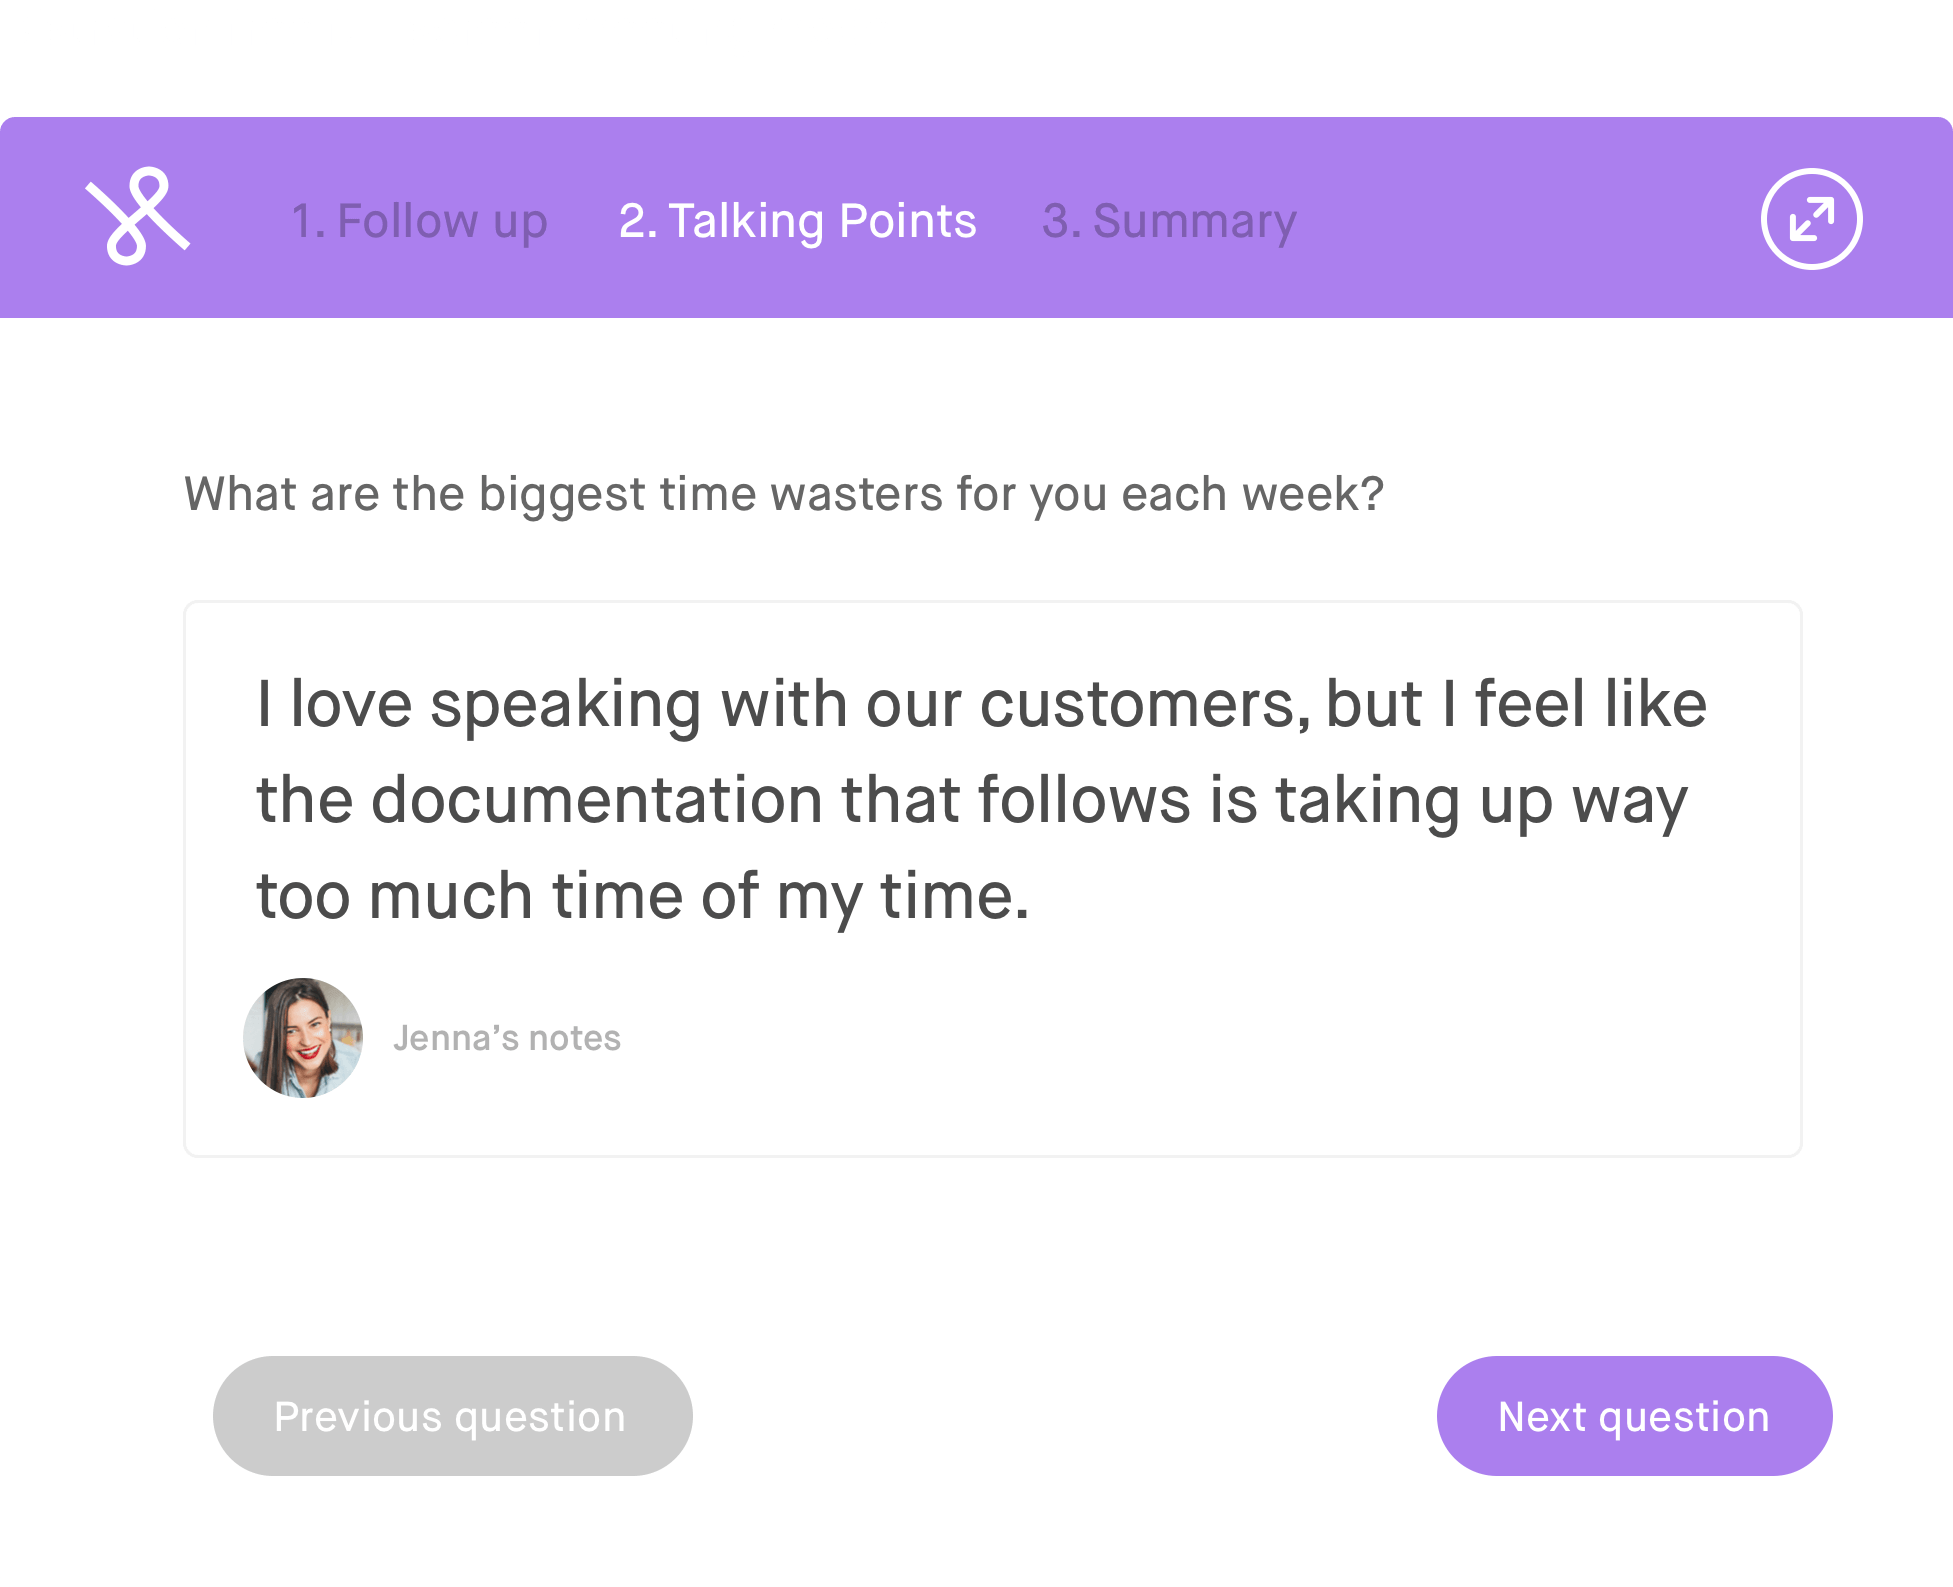 1. Follow up
2. Talking Points
3. Summary
What are the biggest time wasters for you each week?
I love speaking with our customers, but I feel like
the documentation that follows is taking up way
too much time of my time.
Jenna’s notes
Previous question
Next question